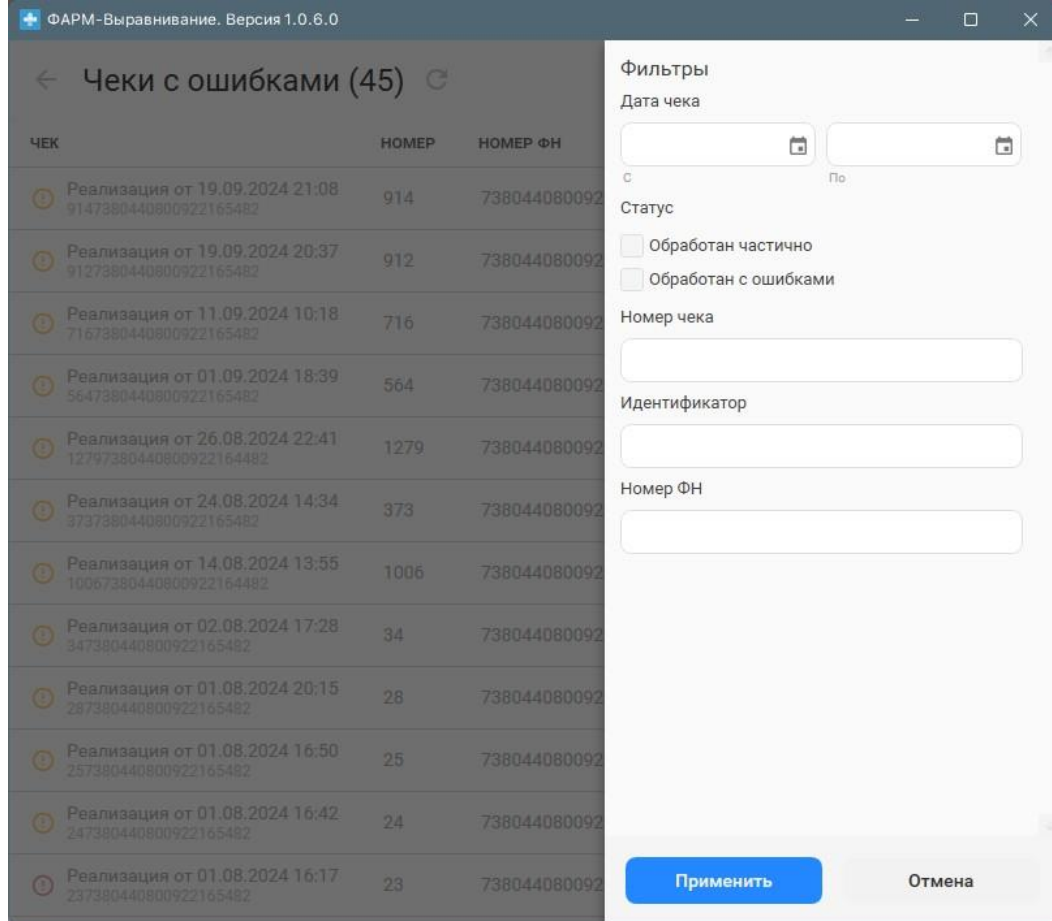 ФАРМ-Выравнивание. Версия 1.0.6.0
Чеки с ошибками (45)
ЧЕК НОМЕР НОМЕР ФН
Реализация от 19.09.2024 21:08 914 738044080092
9147380440800922165482
Реализация от 19.09.2024 20:37 912 738044080092
9127380440800922165482
Реализация от 11.09.2024 10:18 716 738044080092
7167380440800922165482
Реализация от 01.09.2024 18:39 564 738044080092
5647380440800922165482
Реализация от 26.08.2024 22:41 1279 738044080092
12797380440800922164482
Реализация от 24.08.2024 14:34 373 738044080092
3737380440800922165482
Реализация от 14.08.2024 13:55 1006 738044080092
10067380440800922164482
Реализация от 02.08.2024 17:28 34 738044080092
347380440800922165482
Реализация от 01.08.2024 20:15 28 738044080092
287380440800922165482
Реализация от 01.08.2024 16:50 25 738044080092
257380440800922165482
Реализация от 01.08.2024 16:42 24 738044080092
247380440800922165482
Реализация от 01.08.2024 16:17 23 738044080092
237380440800922165482
Фильтры
Дата чека
С По
Статус
Обработан частично
Обработан с ошибками
Номер чека
Идентификатор
Номер ФН
Применить Отмена